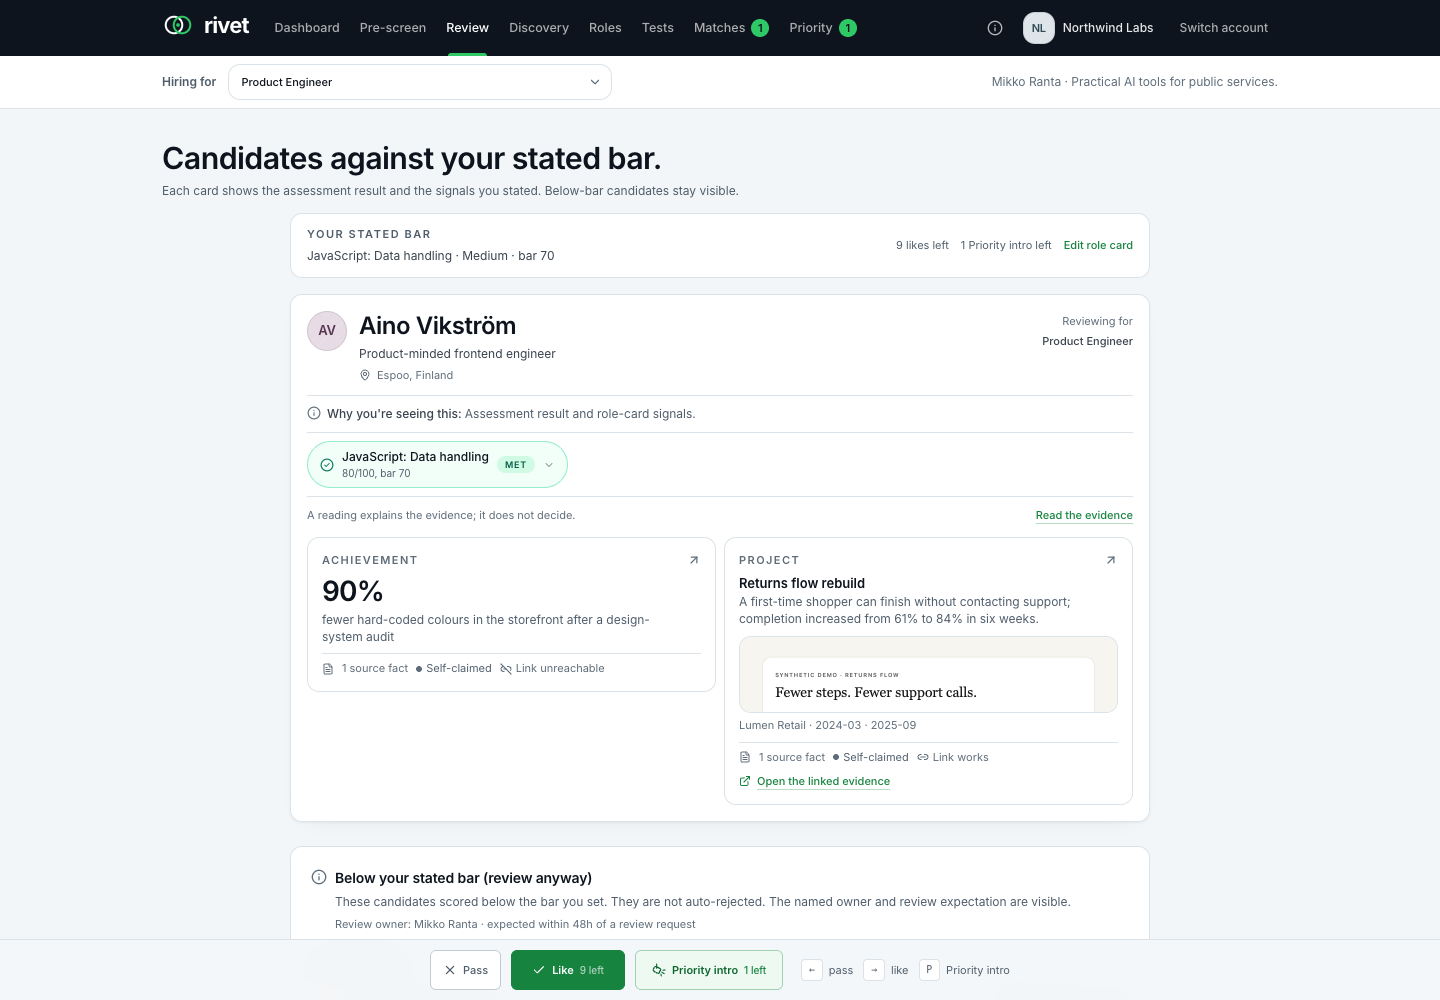 rivet
Dashboard Pre-screen Review Discovery Roles Tests Matches 1 Priority 1
NL Northwind Labs Switch account
Hiring for Product Engineer
Mikko Ranta · Practical AI tools for public services.
Candidates against your stated bar.
Each card shows the assessment result and the signals you stated. Below-bar candidates stay visible.
YOUR STATED BAR
JavaScript: Data handling · Medium · bar 70
9 likes left 1 Priority intro left Edit role card
AV
Aino Vikström
Product-minded frontend engineer
Espoo, Finland
Reviewing for
Product Engineer
Why you're seeing this: Assessment result and role-card signals.
JavaScript: Data handling
80/100, bar 70
MET
A reading explains the evidence; it does not decide.
Read the evidence
ACHIEVEMENT
90%
fewer hard-coded colours in the storefront after a design-
system audit
1 source fact Self-claimed Link unreachable
PROJECT
Returns flow rebuild
A first-time shopper can finish without contacting support;
completion increased from 61% to 84% in six weeks.
SYNTHETIC DEMO · RETURNS FLOW
Fewer steps. Fewer support calls.
Lumen Retail · 2024-03 · 2025-09
1 source fact Self-claimed Link works
Open the linked evidence
Below your stated bar (review anyway)
These candidates scored below the bar you set. They are not auto-rejected. The named owner and review expectation are visible.
Review owner: Mikko Ranta · expected within 48h of a review request
Pass Like 9 left Priority intro 1 left ← pass → like P Priority intro